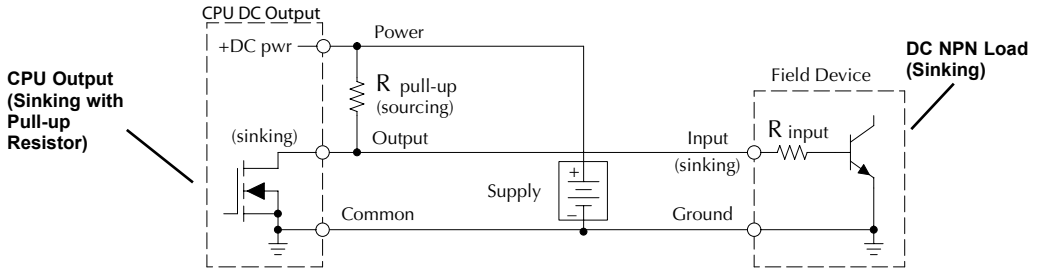 CPU DC Output
+DC pwr
Power
CPU Output
(Sinking with
Pull-up
Resistor)
R pull-up
(sourcing)
Field Device
DC NPN Load
(Sinking)
(sinking)
Output
Input
(sinking)
R input
Supply
+
–
Common
Ground